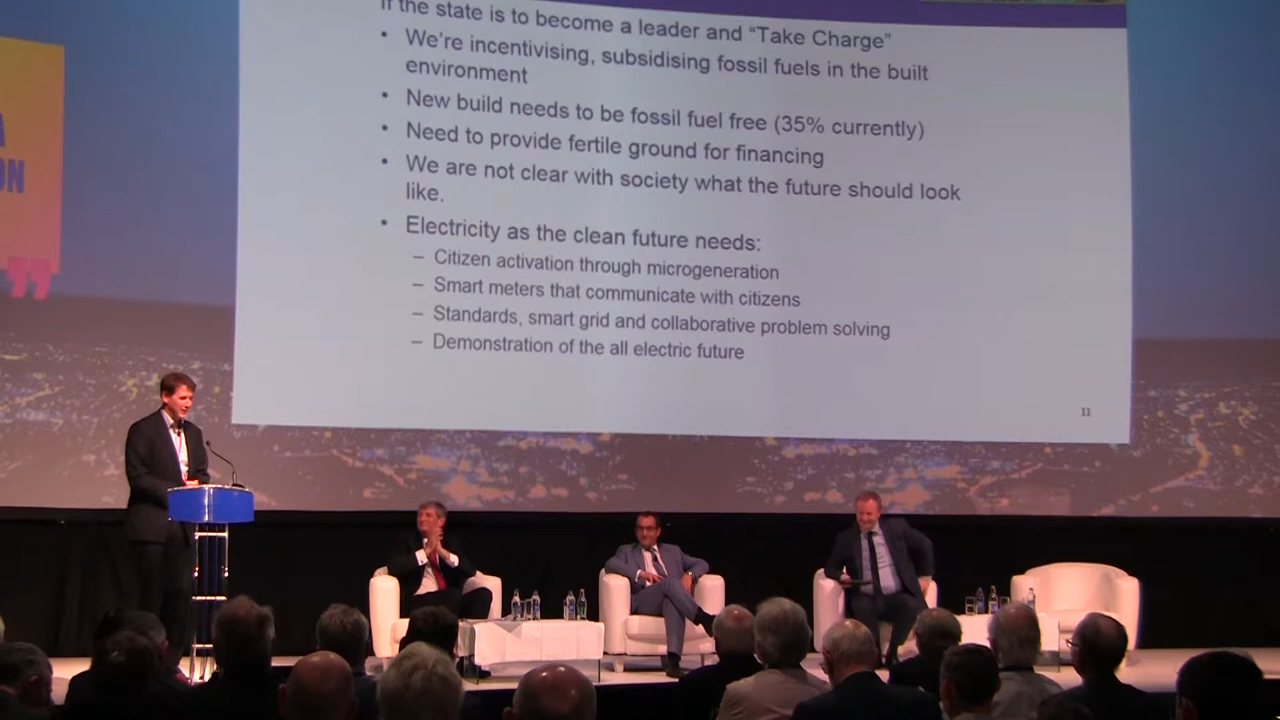 If the state is to become a leader and “Take Charge”
• We’re incentivising, subsidising fossil fuels in the built
environment
• New build needs to be fossil fuel free (35% currently)
• Need to provide fertile ground for financing
• We are not clear with society what the future should look
like.
• Electricity as the clean future needs:
– Citizen activation through microgeneration
– Smart meters that communicate with citizens
– Standards, smart grid and collaborative problem solving
– Demonstration of the all electric future
11